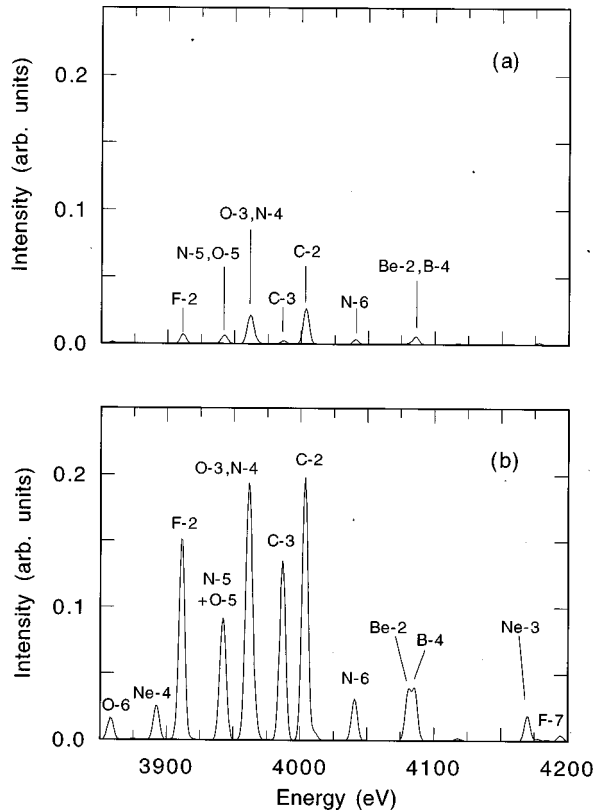 (a)
0.2
0.1
0.0
Intensity (arb. units)
O-3,N-4
N-5,O-5
C-2
Be-2,B-4
F-2
C-3
N-6
(b)
0.2
0.1
0.0
Intensity (arb. units)
O-3,N-4
C-2
F-2
C-3
N-5
+O-5
Be-2
B-4
Ne-3
N-6
O-6
Ne-4
F-7
3900
4000
4100
4200
Energy (eV)